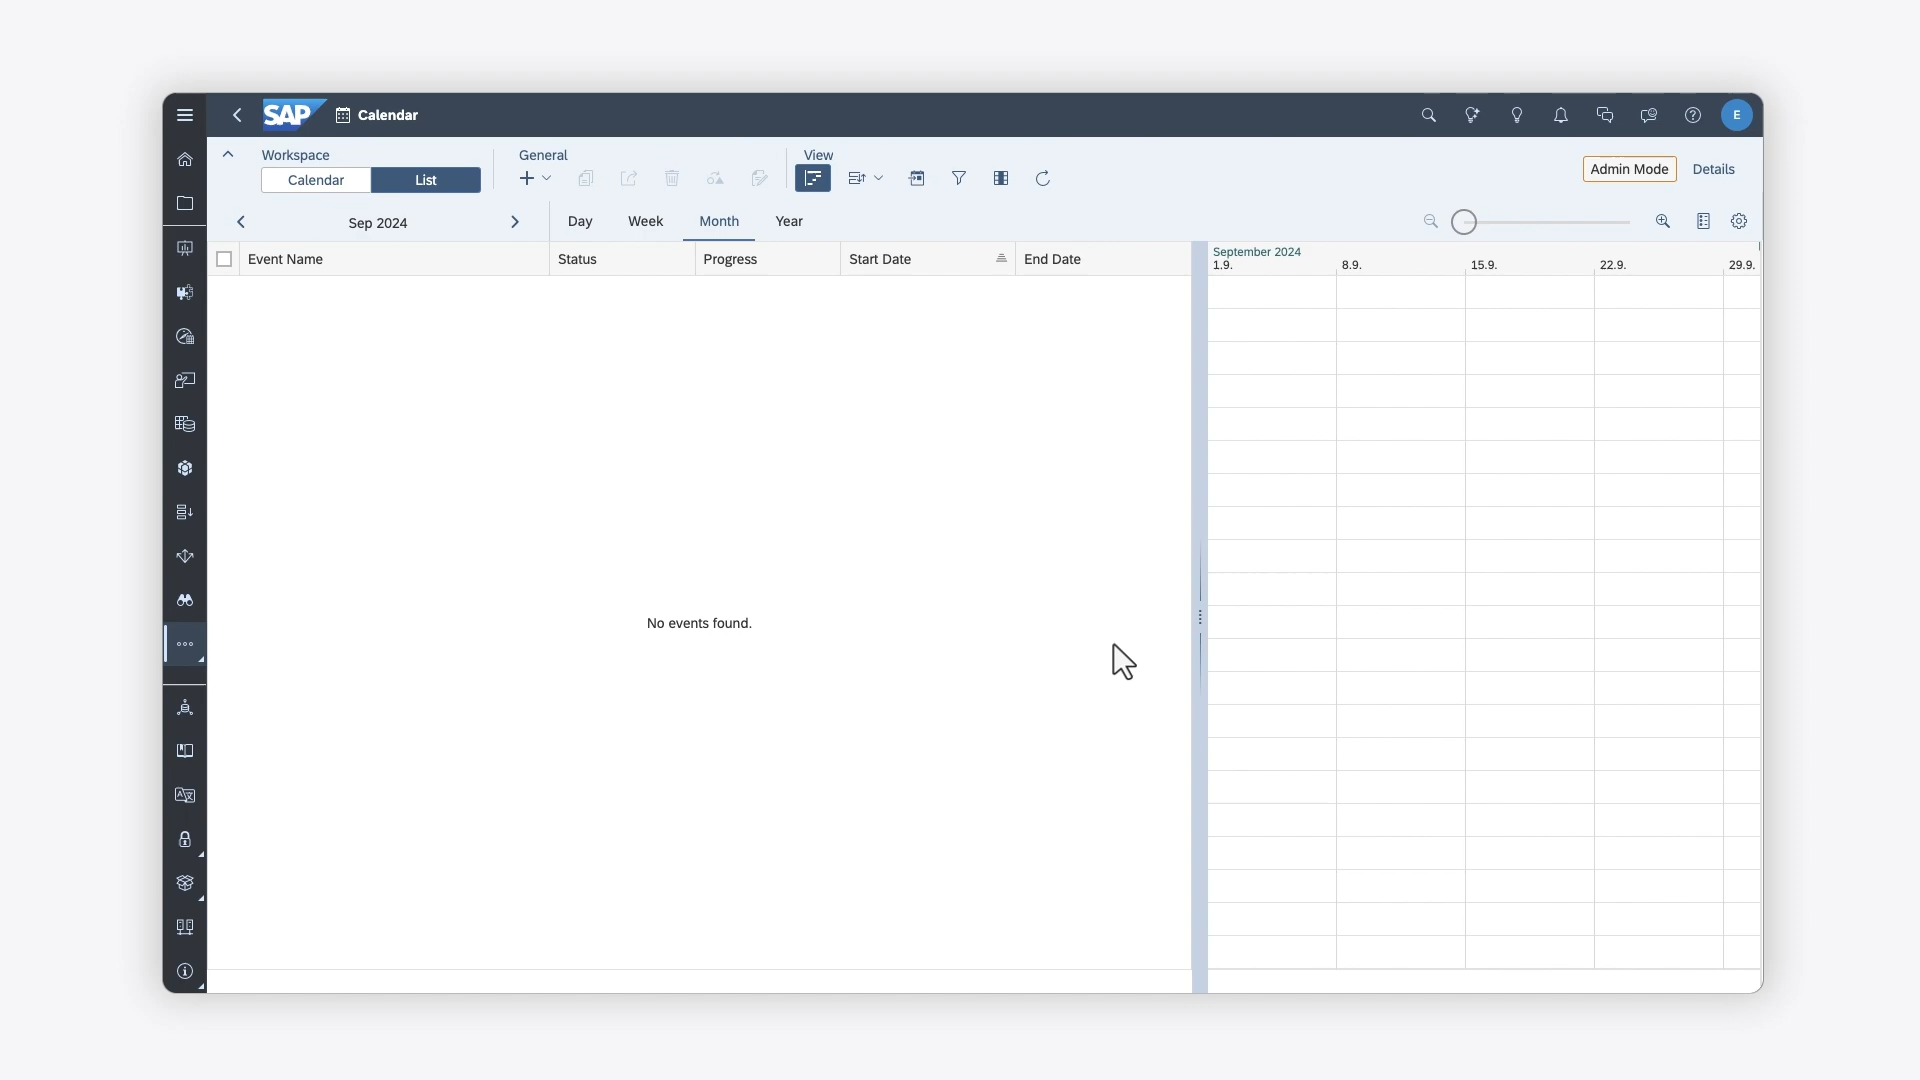 SAP Calendar
E
Workspace
General
View
Calendar
List
Admin Mode
Details
Sep 2024
Day
Week
Month
Year
Event Name
Status
Progress
Start Date
End Date
September 2024
1.9.
8.9.
15.9.
22.9.
29.9.
No events found.